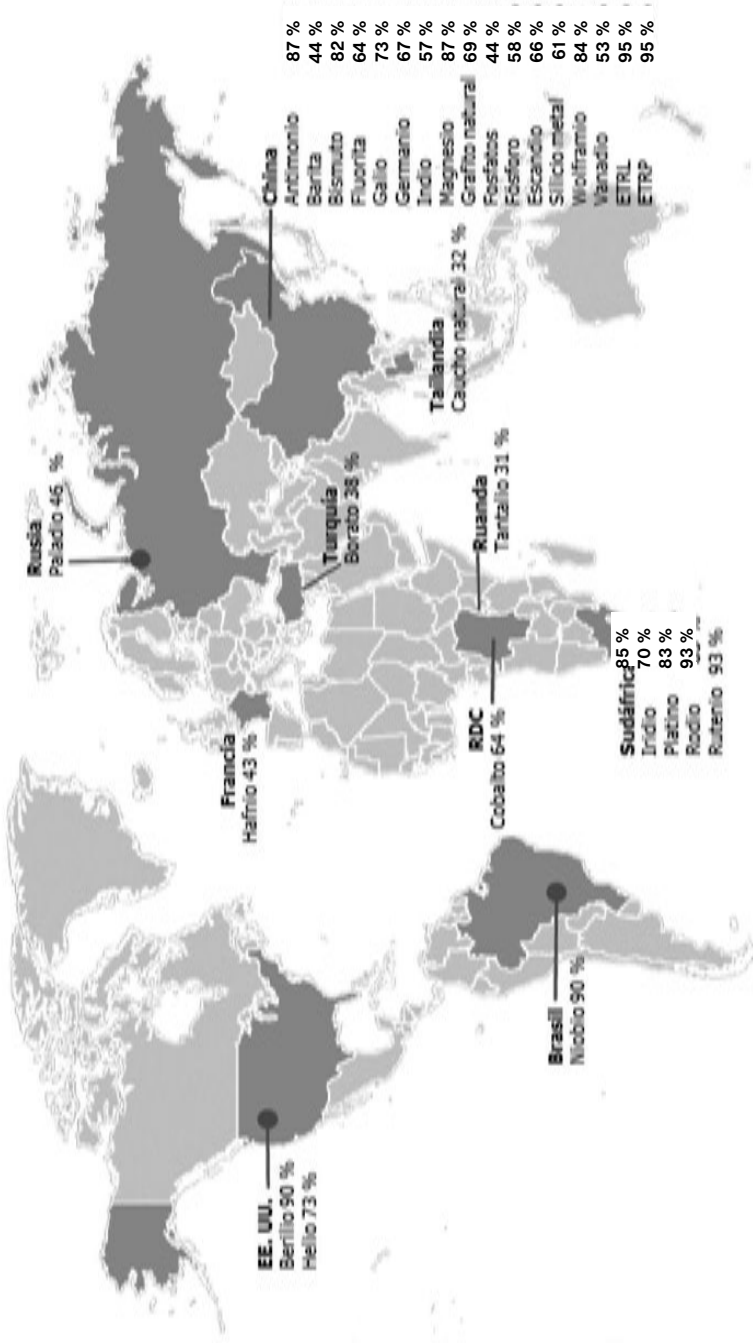 Rusia
Paladio 46 %
EE. UU.
Berilio 90 %
Helio 73 %
Francia
Hafnio 43 %
Turquía
Borato 38 %
China
Antimonio 87 %
Barita 44 %
Bismuto 82 %
Fluorita 64 %
Galio 73 %
Germanio 67 %
Indio 57 %
Magnesio 87 %
Grafito natural 69 %
Fosfatos 44 %
Fósforo 58 %
Escandio 66 %
Silicio metal 61 %
Wolframio 84 %
Vanadio 53 %
ETRL 95 %
ETRP 95 %
Tailandia
Caucho natural 32 %
RDC
Cobalto 64 %
Ruanda
Tantalio 31 %
Brasil
Niobio 90 %
Sudáfrica 85 %
Iridio 70 %
Platino 83 %
Rodio 93 %
Rutenio 93 %